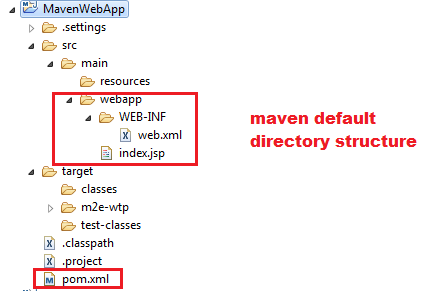 MavenWebApp
.settings
src
main
resources
webapp
WEB-INF
web.xml
index.jsp
maven default
directory structure
target
classes
m2e-wtp
test-classes
.classpath
.project
pom.xml